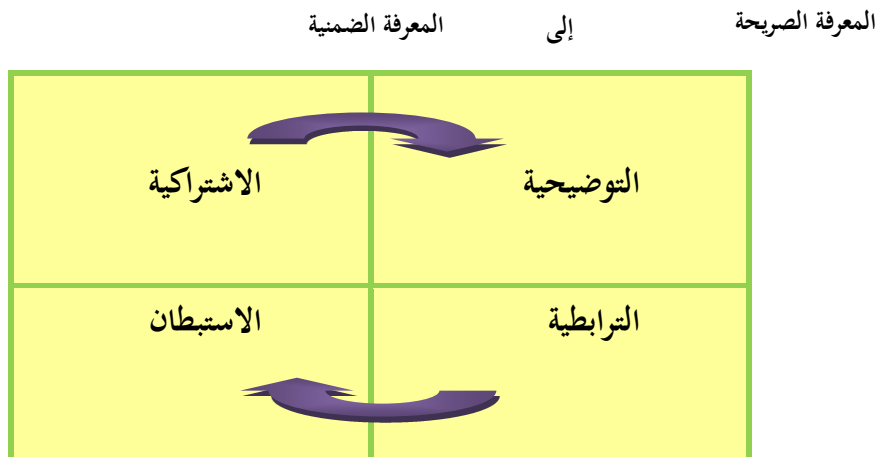 المعرفة الصريحة إلى المعرفة الضمنية
التوضيحية الاشتراكية
الترابطية الاستبطان